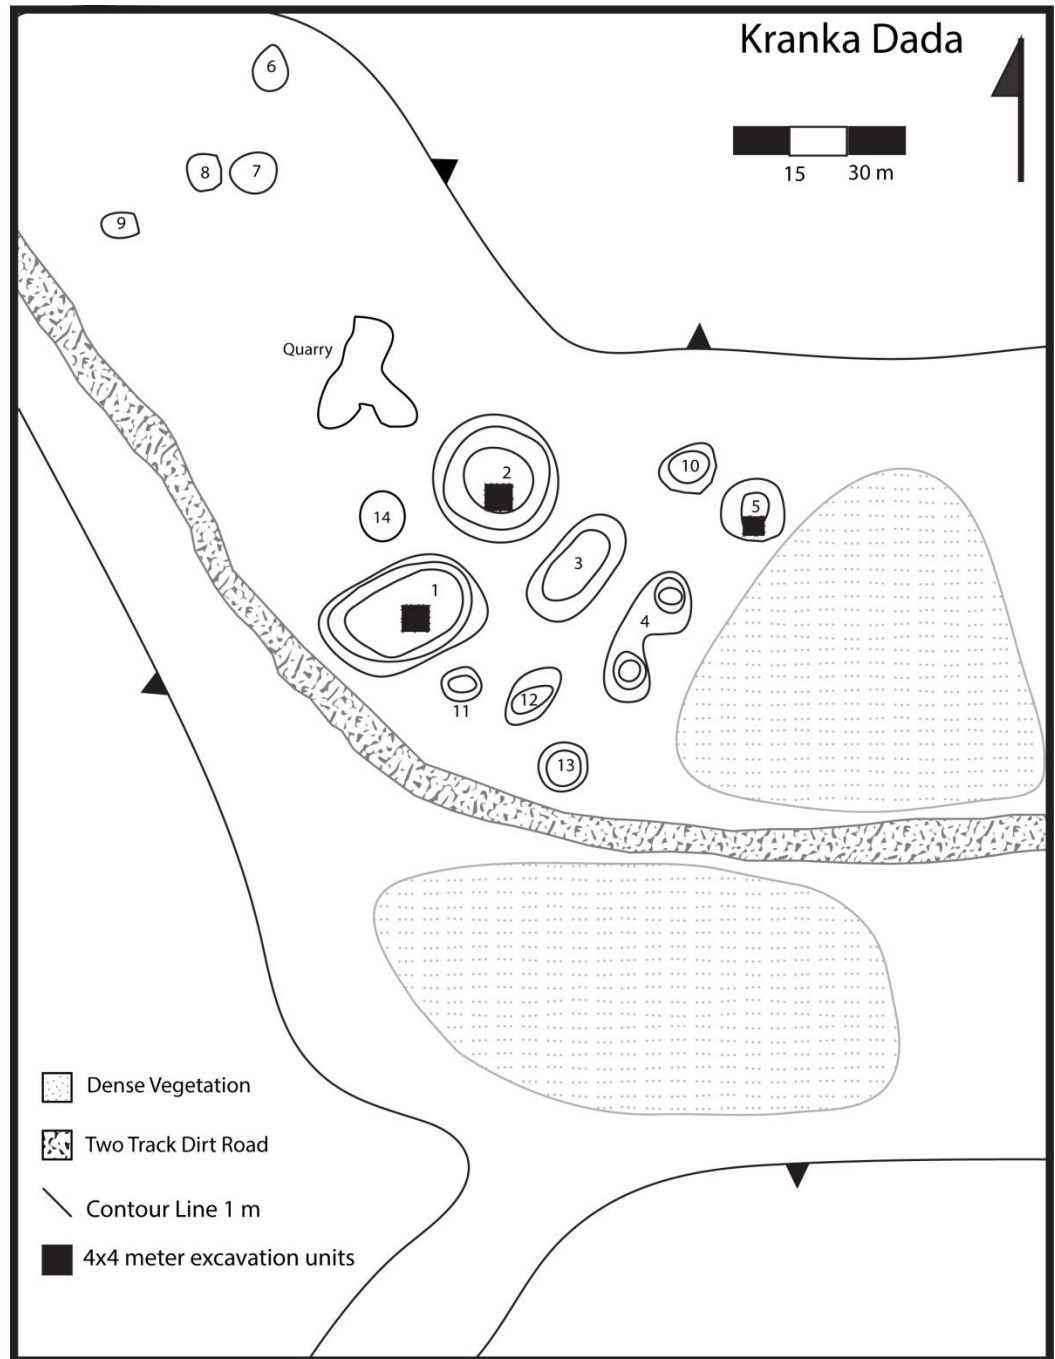 Kranka Dada
15 30 m
6
8 7
9
Quarry
2
10
5
14
3
1
4
11
12
13
Dense Vegetation
Two Track Dirt Road
Contour Line 1 m
4x4 meter excavation units